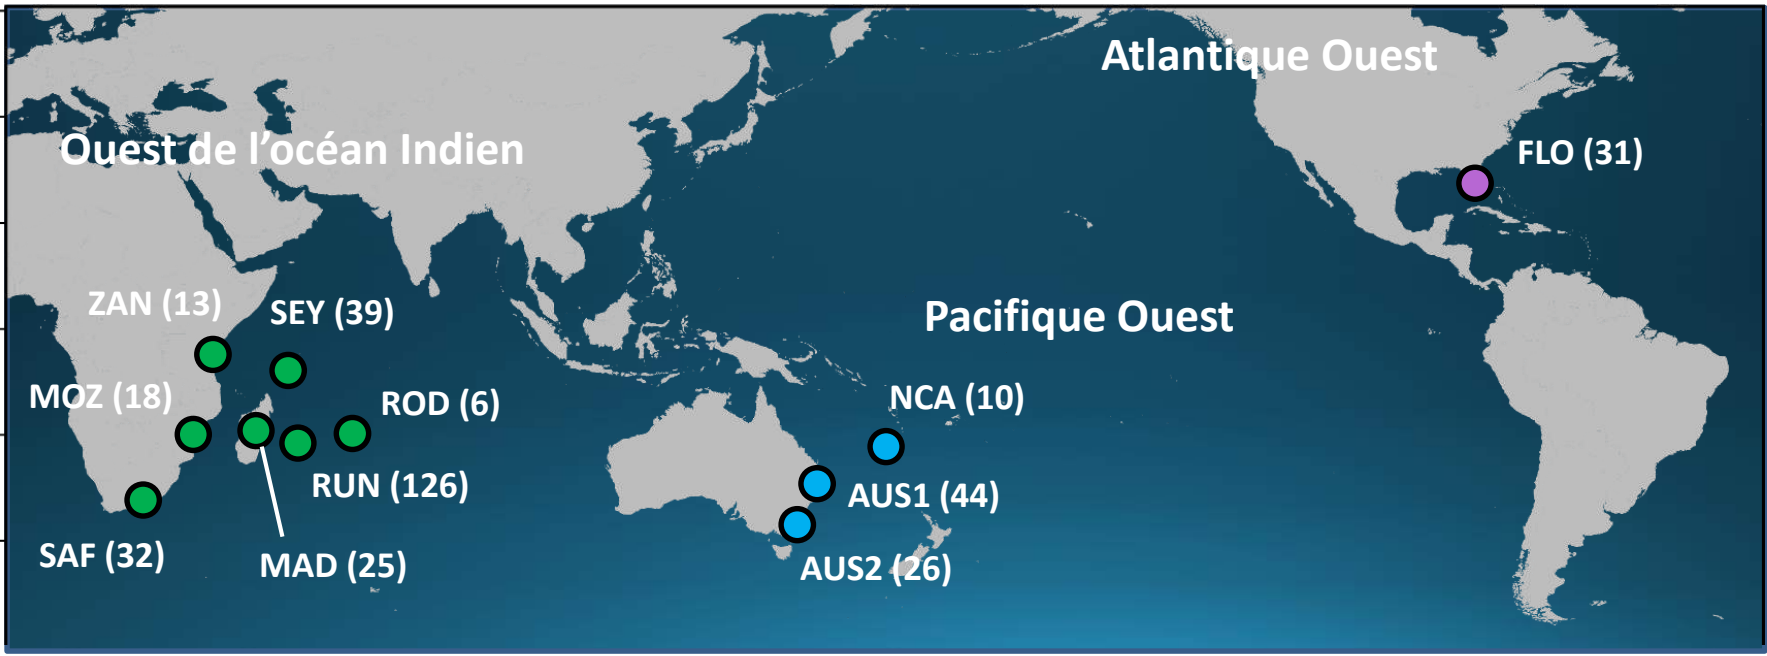 Atlantique Ouest
Ouest de l'océan Indien
FLO (31)
ZAN (13)
SEY (39)
Pacifique Ouest
MOZ (18)
ROD (6)
NCA (10)
RUN (126)
AUS1 (44)
SAF (32)
MAD (25)
AUS2 (26)